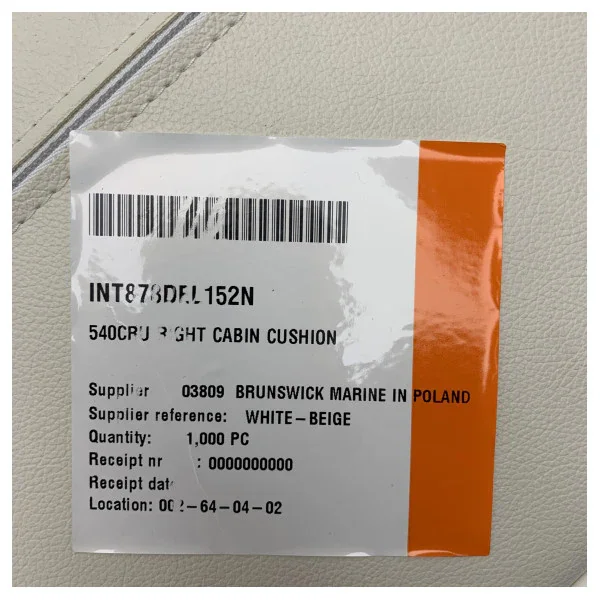 INT878DEL152N
540CRU RIGHT CABIN CUSHION
Supplier 03809 BRUNSWICK MARINE IN POLAND
Supplier reference: WHITE-BEIGE
Quantity: 1,000 PC
Receipt nr : 0000000000
Receipt date
Location: 002-64-04-02